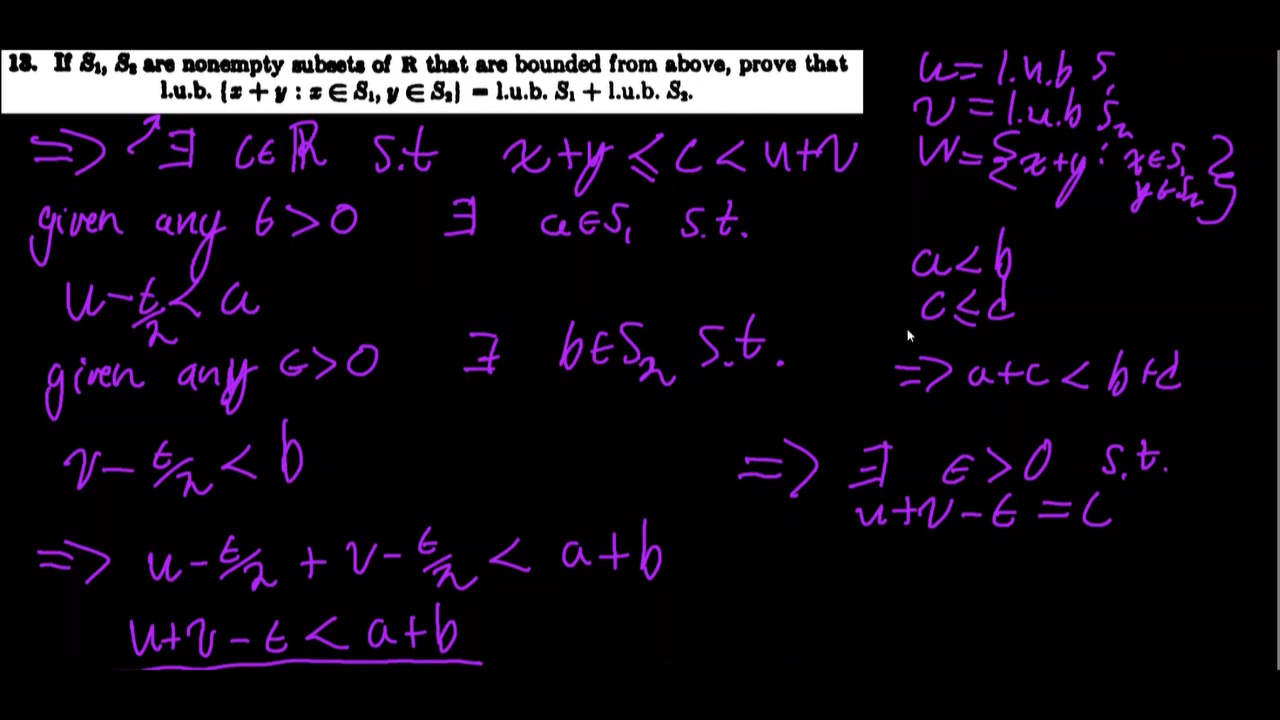 13. If S₁, S₂ are nonempty subsets of R that are bounded from above, prove that
l.u.b. {x + y : x ∈ S₁, y ∈ S₂} = l.u.b. S₁ + l.u.b. S₂.
⇒ ∃ c∈ℝ s.t x+y ≤ c < u+v
given any ϵ>0 ∃ a∈S₁ s.t.
u-ϵ/2 < a
given any ϵ>0 ∃ b∈S₂ s.t.
v-ϵ/2 < b
⇒ u-ϵ/2 + v-ϵ/2 < a+b
u+v-ϵ < a+b
u=l.u.b S₁
v=l.u.b S₂
W={x+y: x∈S₁
y∈S₂}
a<b
c≤d
⇒ a+c < b+d
⇒ ∃ ϵ>0 s.t.
u+v-ϵ = c